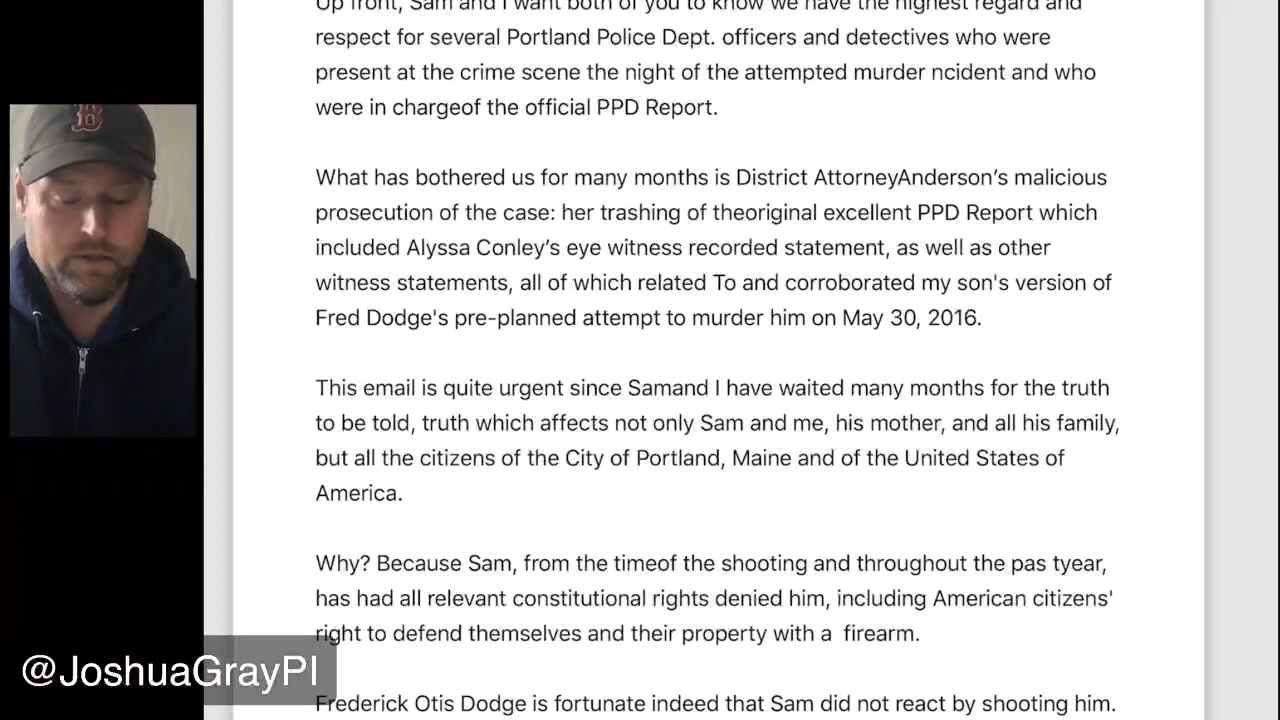 Up front, Sam and I want both of you to know we have the highest regard and
respect for several Portland Police Dept. officers and detectives who were
present at the crime scene the night of the attempted murder ncident and who
were in chargeof the official PPD Report.
What has bothered us for many months is District AttorneyAnderson’s malicious
prosecution of the case: her trashing of theoriginal excellent PPD Report which
included Alyssa Conley’s eye witness recorded statement, as well as other
witness statements, all of which related To and corroborated my son's version of
Fred Dodge's pre-planned attempt to murder him on May 30, 2016.
This email is quite urgent since Samand I have waited many months for the truth
to be told, truth which affects not only Sam and me, his mother, and all his family,
but all the citizens of the City of Portland, Maine and of the United States of
America.
Why? Because Sam, from the timeof the shooting and throughout the pas tyear,
has had all relevant constitutional rights denied him, including American citizens'
right to defend themselves and their property with a  firearm.
Frederick Otis Dodge is fortunate indeed that Sam did not react by shooting him.
@JoshuaGrayPI
B